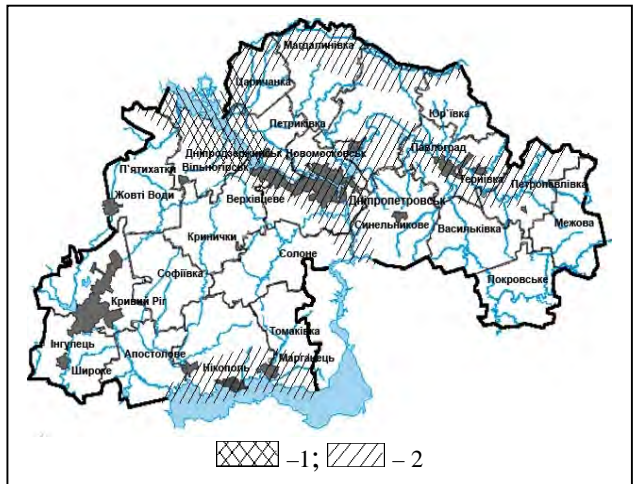 Магдалинівка
Царичанка
Юр`ївка
Петриківка
Павлоград
Дніпродзержинськ Новомосковськ
П`ятихатки Вільногірськ
Тернівка Петропавлівка
Жовті Води
Верхівцеве
Дніпропетровськ
Синельникове Васильківка Межова
Кринички
Солоне
Софіївка
Покровське
Кривий Ріг
Томаківка
Інгулець
Апостолове
Нікополь Марганець
Широке
–1; – 2